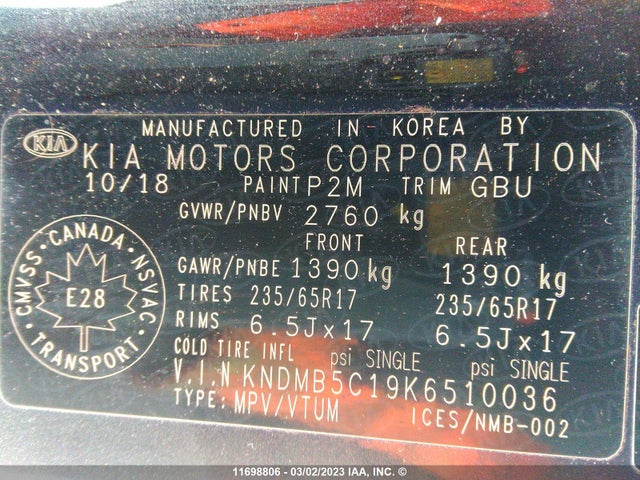 MANUFACTURED IN KOREA BY
KIA KIA MOTORS CORPORATION
10/18 PAINT P2M TRIM GBU
GVWR/PNBV 2760 kg
FRONT REAR
GAWR/PNBE 1390 kg 1390 kg
TIRES 235/65R17 235/65R17
RIMS 6.5J x 17 6.5J x 17
COLD TIRE INFL psi SINGLE psi SINGLE
V.I.N KNDMB5C19K6510036
TYPE: MPV/VTUM ICES/NMB-002
CMVSS • CANADA • NSVAC • TRANSPORT •
E28
11698806 - 03/02/2023 © IAA, INC. ©